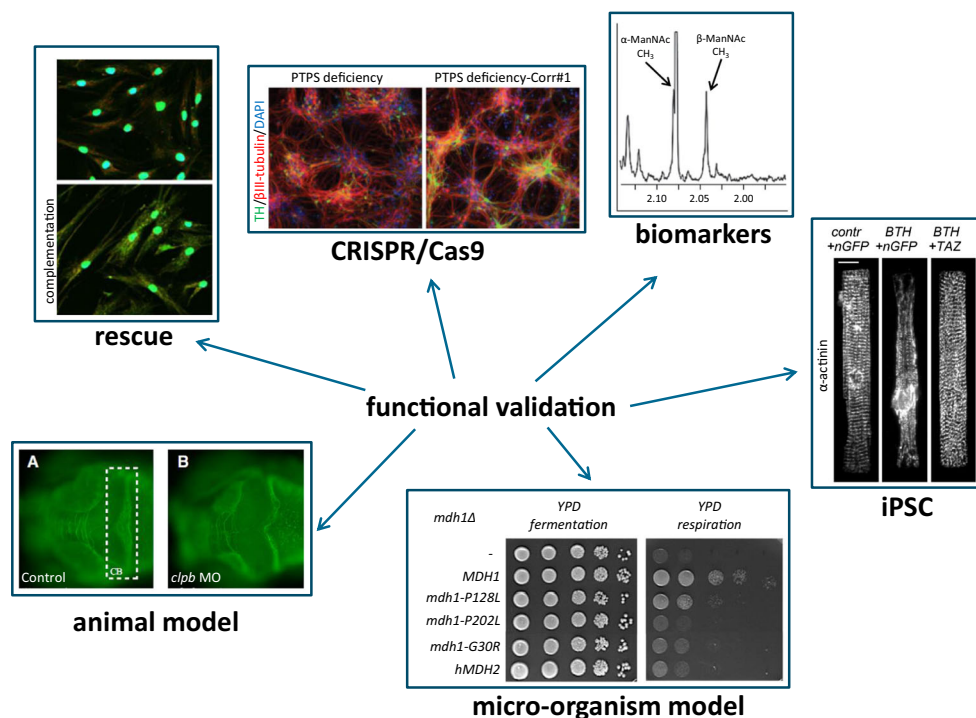 complementation
rescue
PTPS deficiency
PTPS deficiency-Corr#1
TH/βIII-tubulin/DAPI
CRISPR/Cas9
α-ManNAc
CH3
β-ManNAc
CH3
2.10
2.05
2.00
biomarkers
contr
+nGFP
BTH
+nGFP
BTH
+TAZ
α-actinin
iPSC
functional validation
A
B
Control
CB
clpb MO
animal model
mdh1Δ
YPD
fermentation
YPD
respiration
-
MDH1
mdh1-P128L
mdh1-P202L
mdh1-G30R
hMDH2
micro-organism model